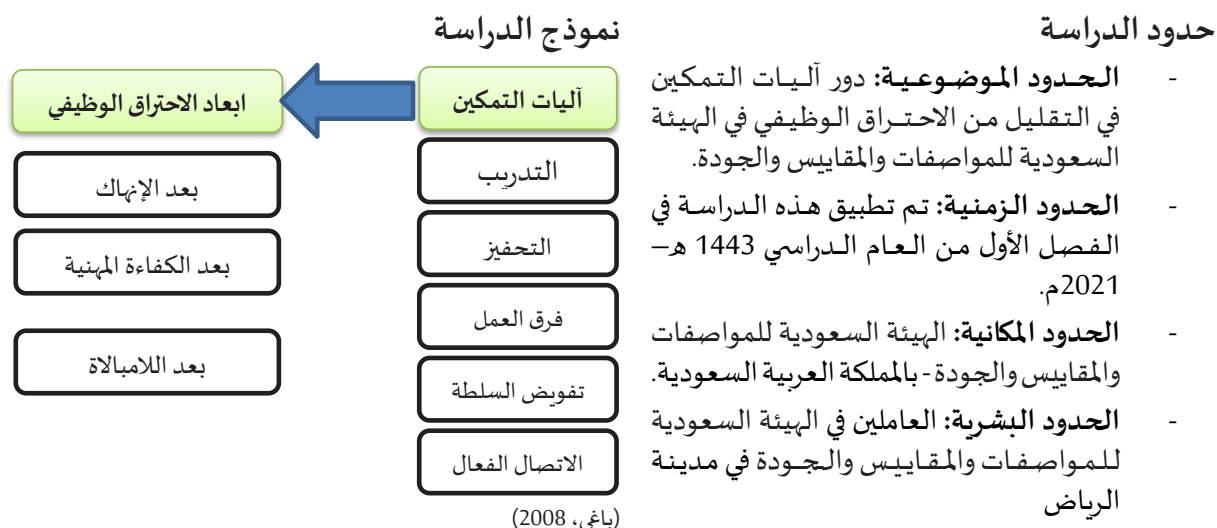 حدود الدراسة
- الحدود الموضوعية: دور آليات التمكين
في التقليل من الاحتراق الوظيفي في الهيئة
السعودية للمواصفات والمقاييس والجودة.
- الحدود الزمنية: تم تطبيق هذه الدراسة في
الفصل الأول من العام الدراسي 1443 هـ–
2021م.
- الحدود المكانية: الهيئة السعودية للمواصفات
والمقاييس والجودة - بالمملكة العربية السعودية.
- الحدود البشرية: العاملين في الهيئة السعودية
للمواصفات والمقاييس والجودة في مدينة
الرياض
نموذج الدراسة
آليات التمكين
التدريب
التحفيز
فرق العمل
تفويض السلطة
الاتصال الفعال
(باغي، 2008)
ابعاد الاحتراق الوظيفي
بعد الإنهاك
بعد الكفاءة المهنية
بعد اللامبالاة